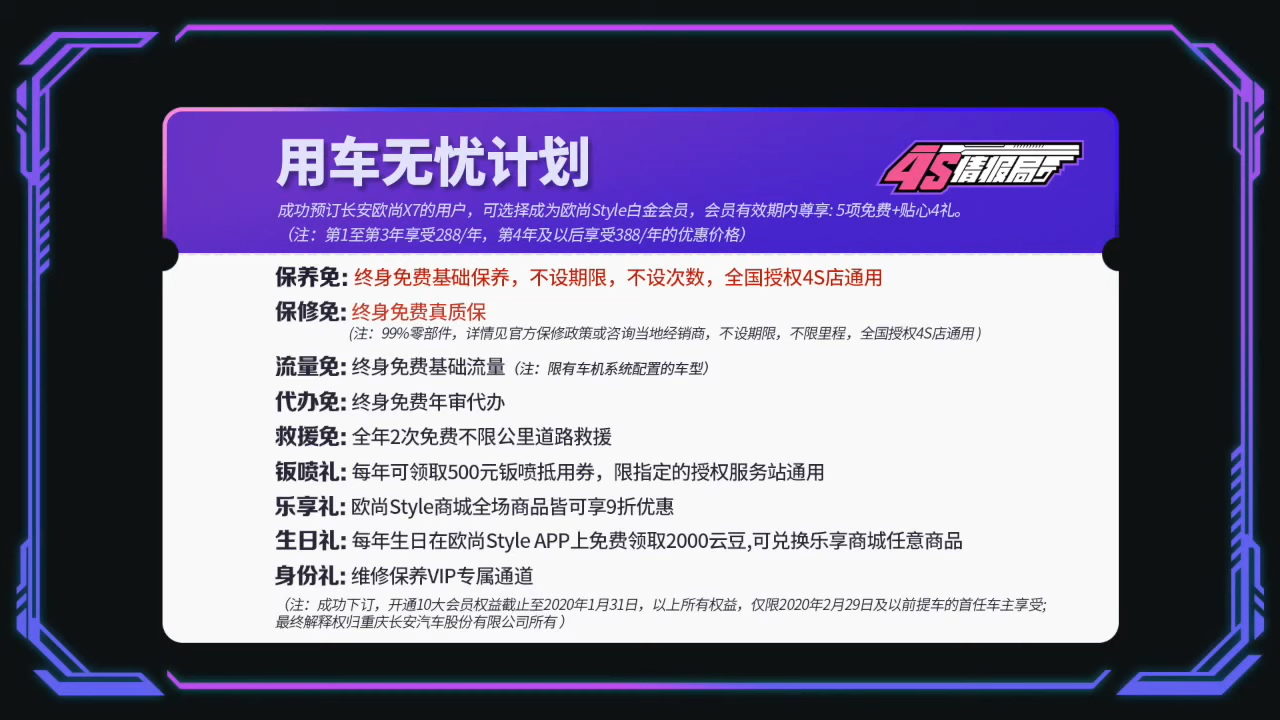 用车无忧计划
4S情报局
成功预订长安欧尚X7的用户，可选择成为欧尚Style白金会员，会员有效期内尊享: 5项免费+贴心4礼。
（注：第1至第3年享受288/年，第4年及以后享受388/年的优惠价格）
保养免: 终身免费基础保养，不设期限，不设次数，全国授权4S店通用
保修免: 终身免费真质保
(注：99%零部件，详情见官方保修政策或咨询当地经销商，不设期限，不限里程，全国授权4S店通用 )
流量免: 终身免费基础流量（注：限有车机系统配置的车型）
代办免: 终身免费年审代办
救援免: 全年2次免费不限公里道路救援
钣喷礼: 每年可领取500元钣喷抵用券，限指定的授权服务站通用
乐享礼: 欧尚Style商城全场商品皆可享9折优惠
生日礼: 每年生日在欧尚Style APP上免费领取2000云豆,可兑换乐享商城任意商品
身份礼: 维修保养VIP专属通道
（注：成功下订，开通10大会员权益截止至2020年1月31日，以上所有权益，仅限2020年2月29日及以前提车的首任车主享受;
最终解释权归重庆长安汽车股份有限公司所有 ）